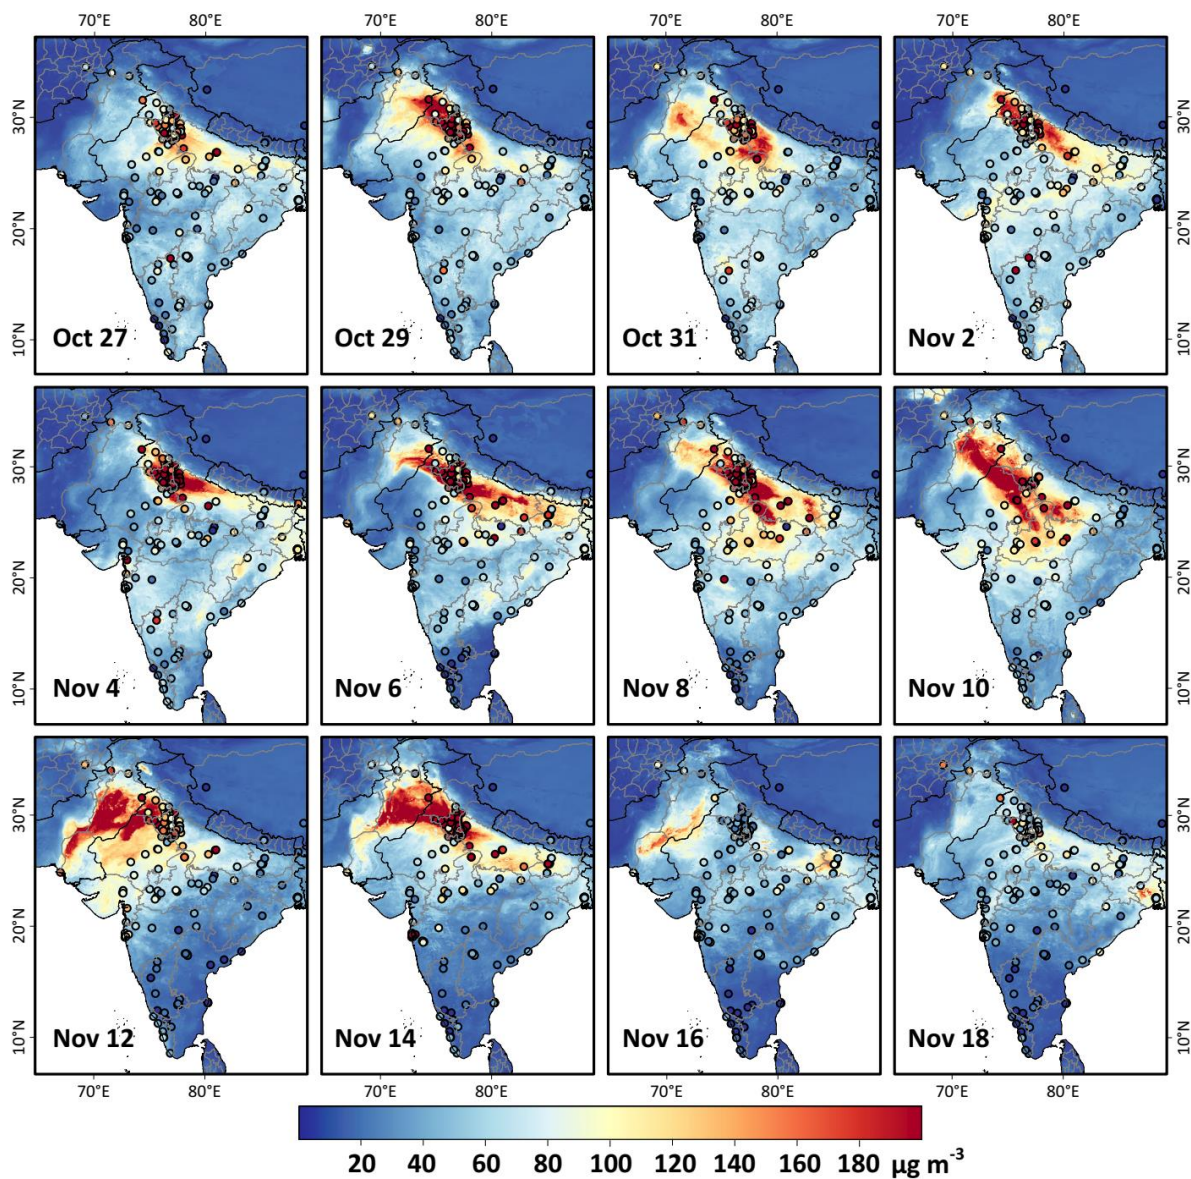 70°E 80°E 70°E 80°E 70°E 80°E 70°E 80°E
30°N 20°N 10°N Oct 27 Oct 29 Oct 31 Nov 2 30°N 20°N 10°N
30°N 20°N 10°N Nov 4 Nov 6 Nov 8 Nov 10 30°N 20°N 10°N
30°N 20°N 10°N Nov 12 Nov 14 Nov 16 Nov 18 30°N 20°N 10°N
70°E 80°E 70°E 80°E 70°E 80°E 70°E 80°E
20 40 60 80 100 120 140 160 180 µg m⁻³